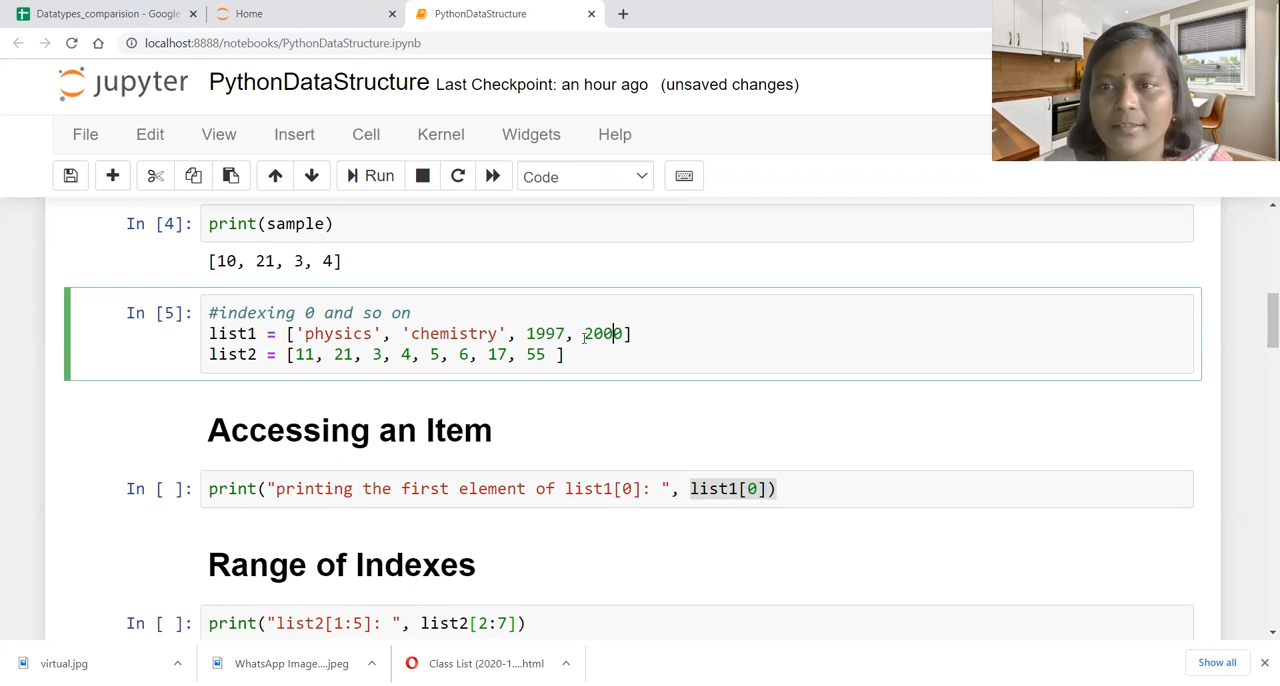 Datatypes_comparision - Google
Home
PythonDataStructure
localhost:8888/notebooks/PythonDataStructure.ipynb
jupyter PythonDataStructure Last Checkpoint: an hour ago (unsaved changes)
File Edit View Insert Cell Kernel Widgets Help
Run Code
In [4]: print(sample)
[10, 21, 3, 4]
In [5]: #indexing 0 and so on
list1 = ['physics', 'chemistry', 1997, 2000]
list2 = [11, 21, 3, 4, 5, 6, 17, 55 ]
Accessing an Item
In [ ]: print("printing the first element of list1[0]: ", list1[0])
Range of Indexes
In [ ]: print("list2[1:5]: ", list2[2:7])
virtual.jpg
WhatsApp Image....jpeg
Class List (2020-1....html
Show all